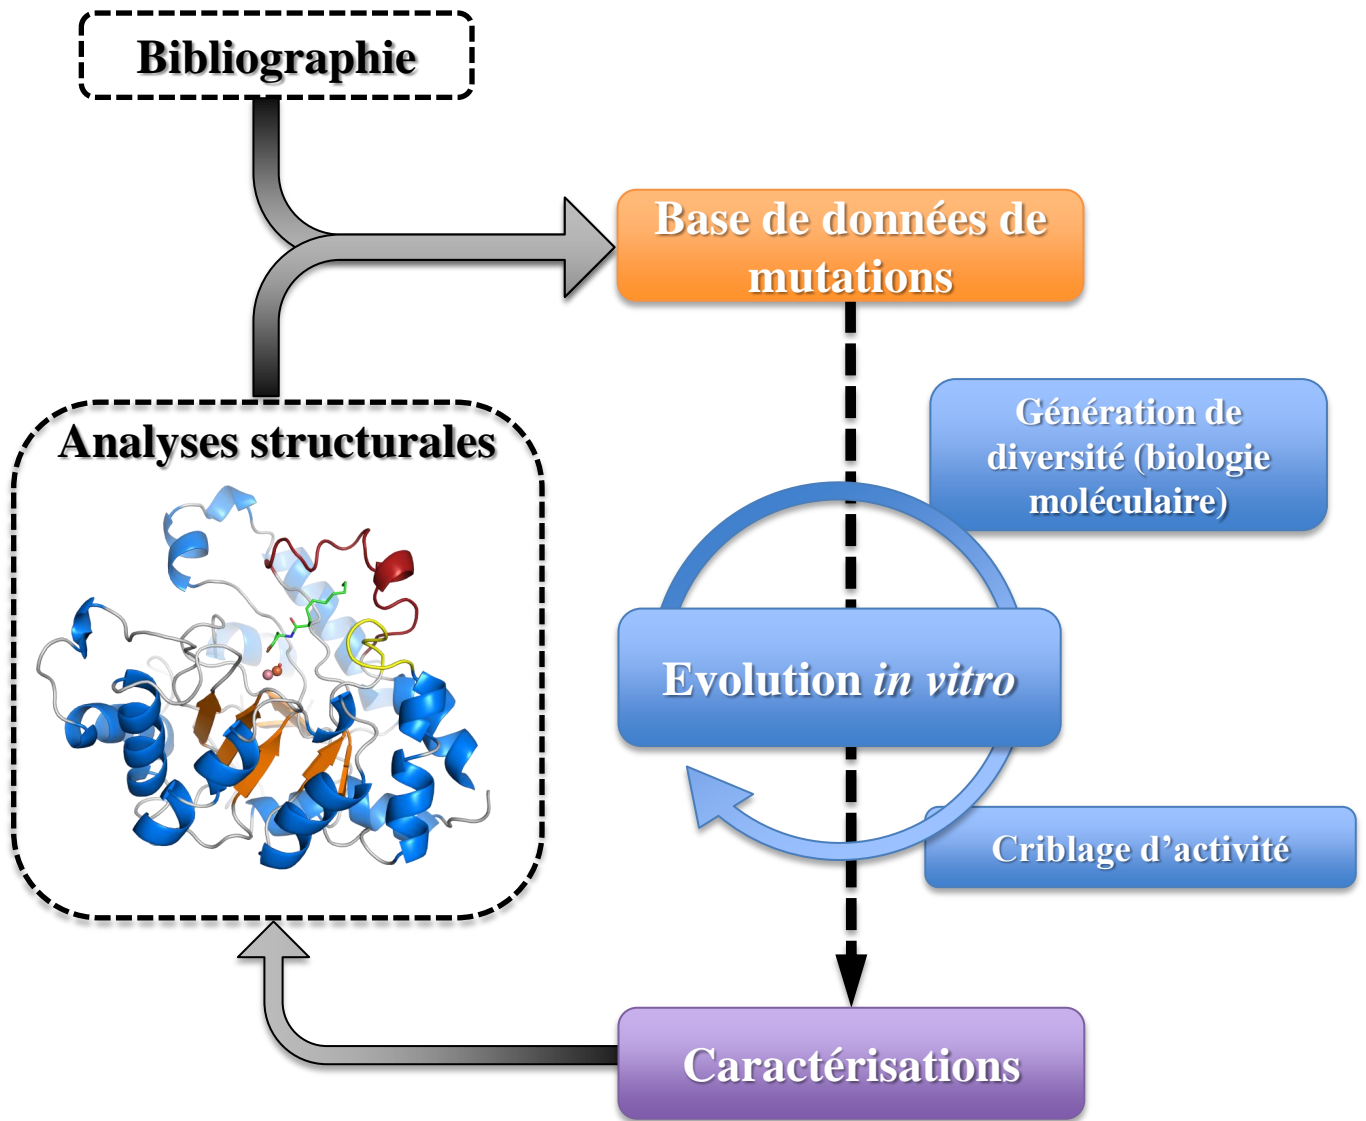 Bibliographie
Base de données de
mutations
Génération de
diversité (biologie
moléculaire)
Analyses structurales
Evolution in vitro
Criblage d’activité
Caractérisations